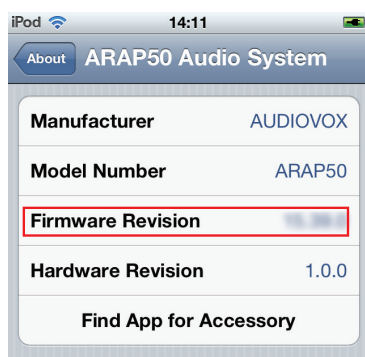 iPod 14:11
About ARAP50 Audio System
Manufacturer AUDIOVOX
Model Number ARAP50
Firmware Revision
Hardware Revision 1.0.0
Find App for Accessory